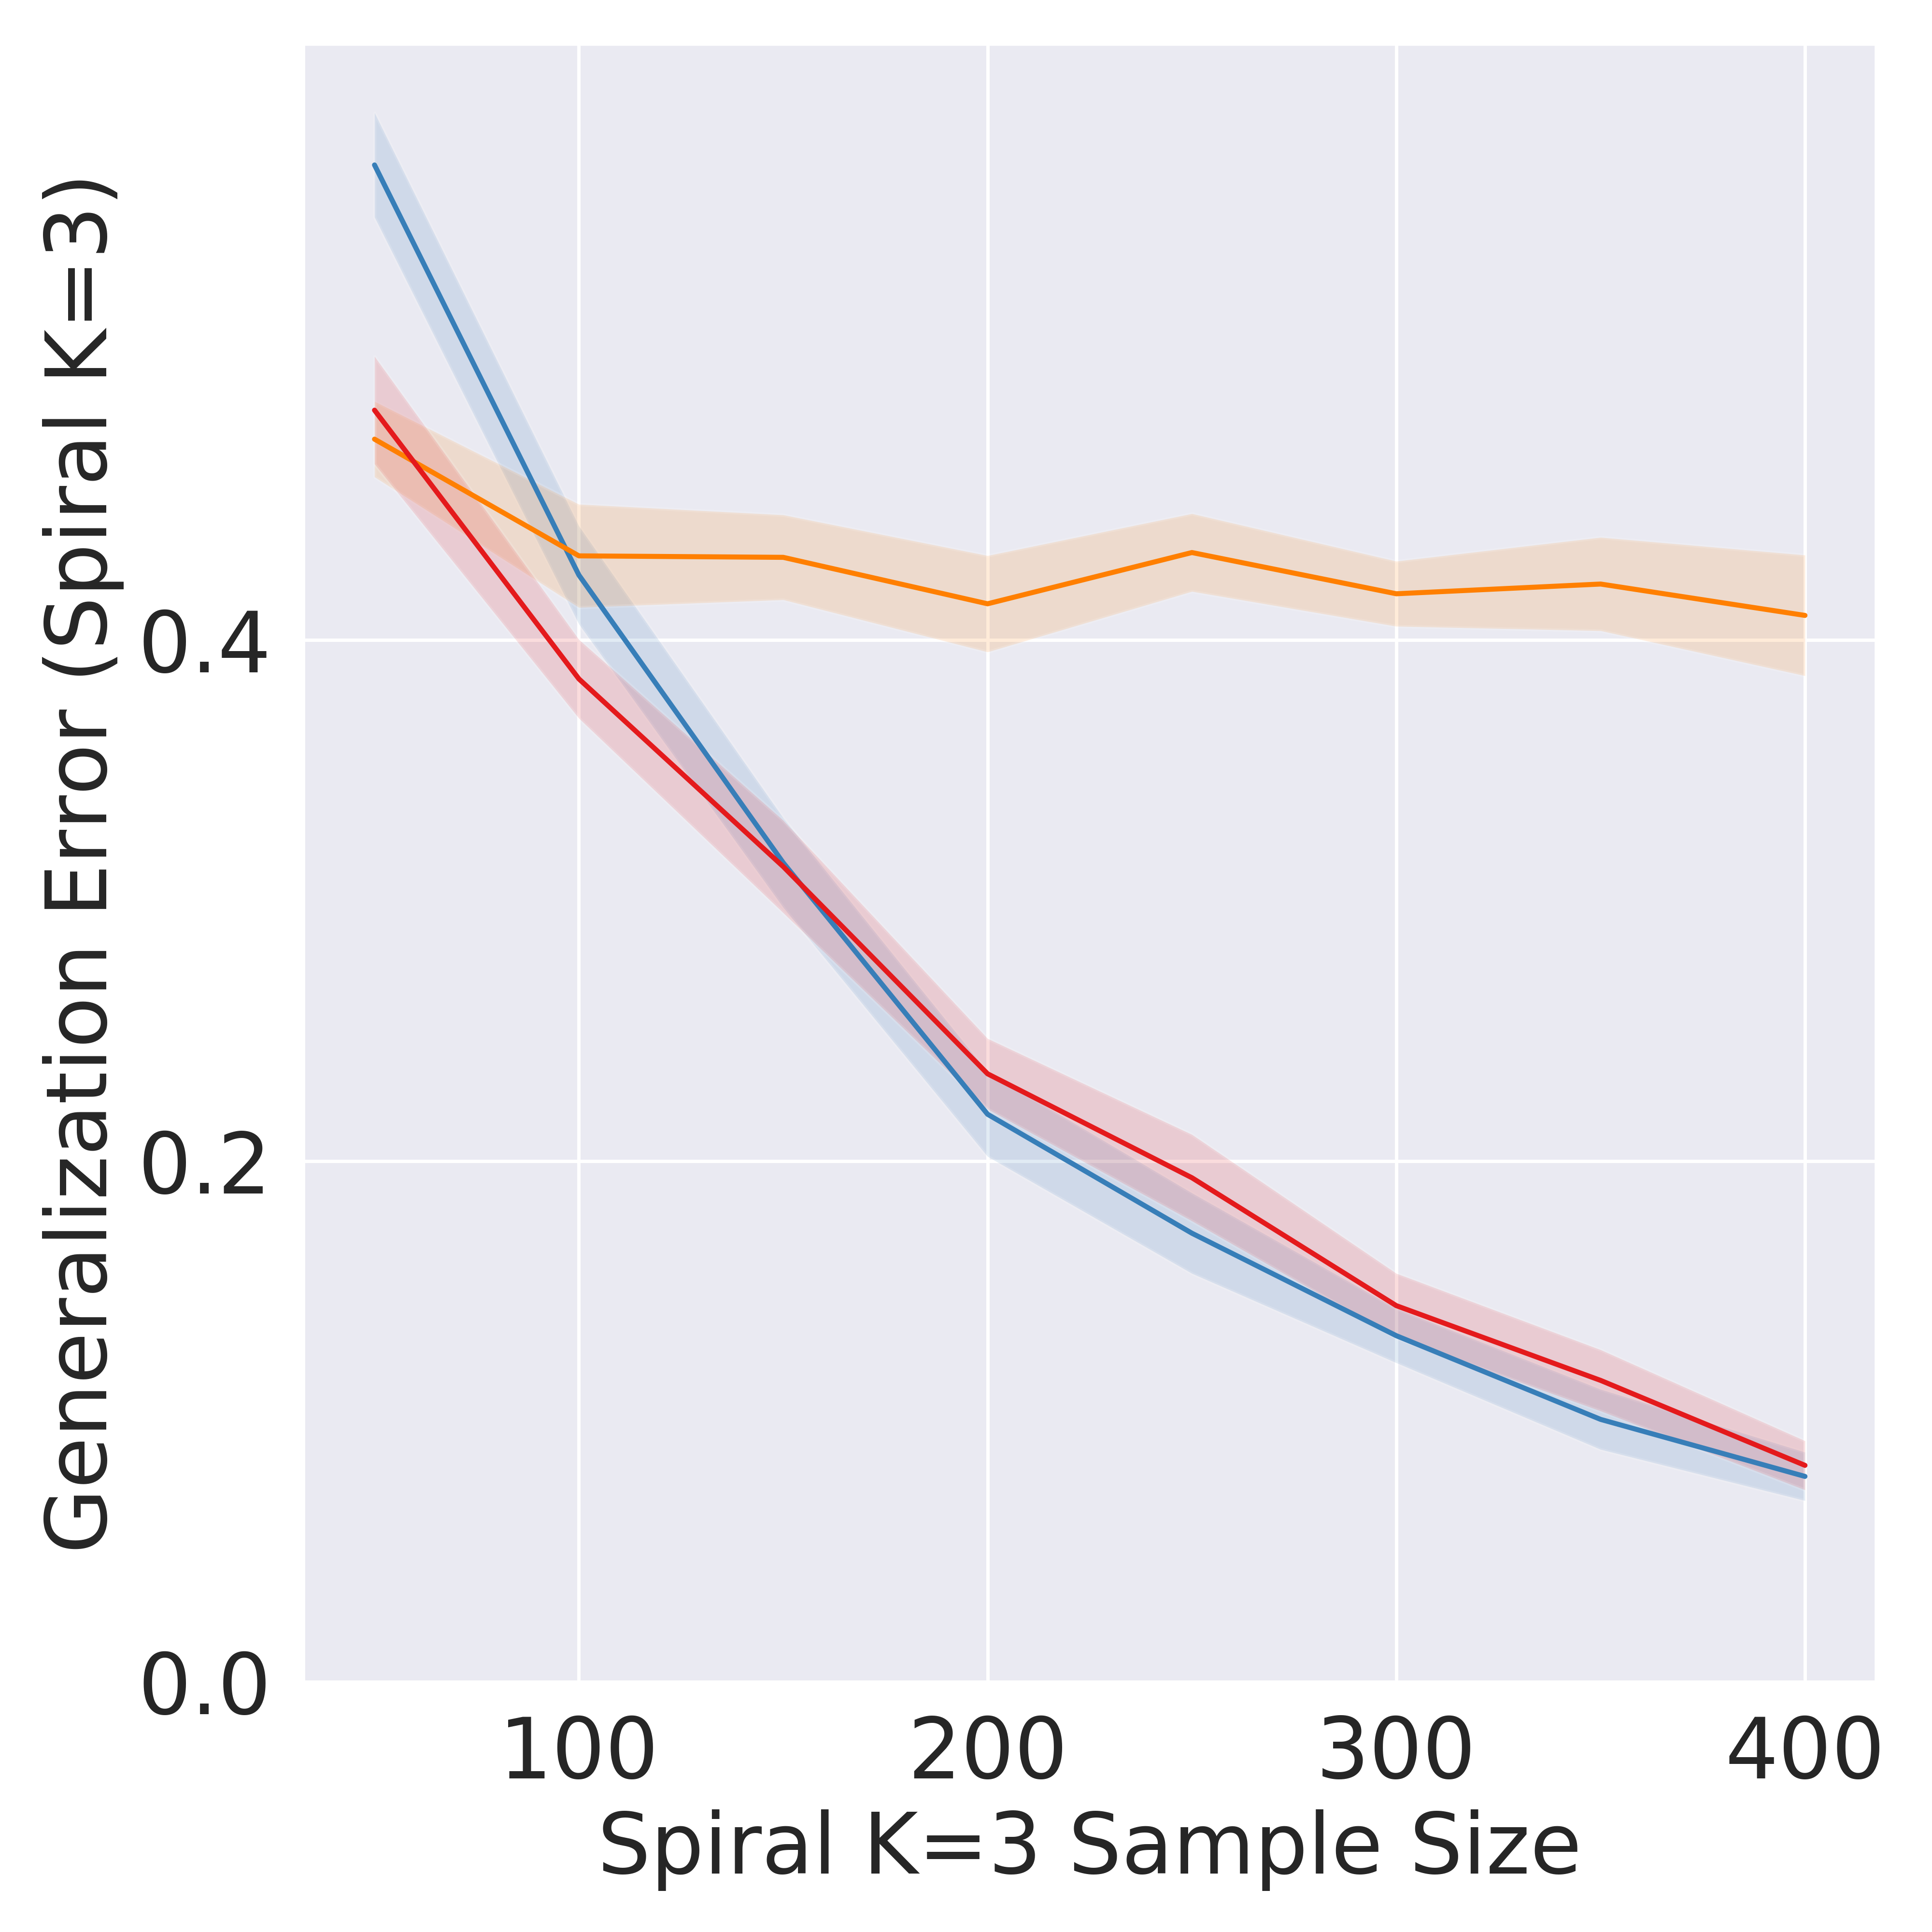 Generalization Error (Spiral K=3)
0.4
0.2
0.0
100 200 300 400
Spiral K=3 Sample Size